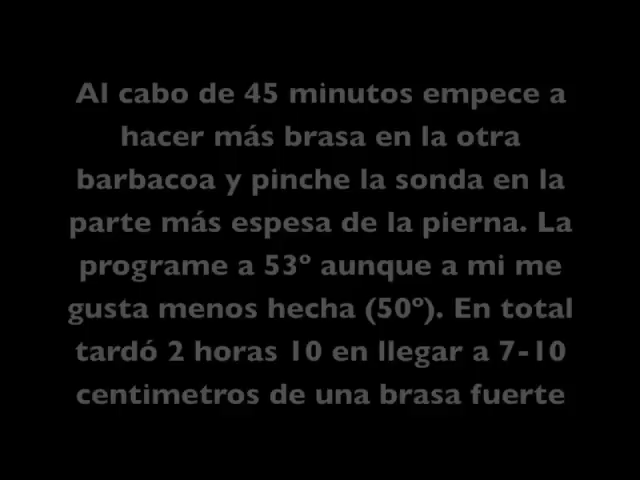 Al cabo de 45 minutos empece a
hacer más brasa en la otra
barbacoa y pinche la sonda en la
parte más espesa de la pierna. La
programe a 53º aunque a mi me
gusta menos hecha (50º). En total
tardó 2 horas 10 en llegar a 7-10
centimetros de una brasa fuerte